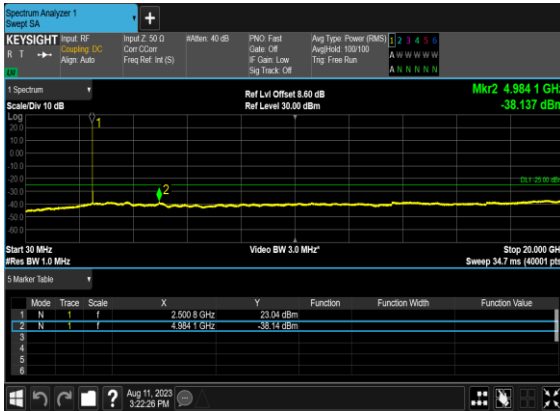 Spectrum Analyzer 1
Swept SA
+
KEYSIGHT
R T
Input: RF
Coupling: DC
Align: Auto
Input Z: 50 Ω
Corr CCorr
Freq Ref: Int (S)
#Atten: 40 dB
PNO: Fast
Gate: Off
IF Gain: Low
Sig Track: Off
Avg Type: Power (RMS)
Avg|Hold: 100/100
Trig: Free Run
1 2 3 4 5 6
A W W W W W
A N N N N N
1 Spectrum
Scale/Div 10 dB
Ref Lvl Offset 8.60 dB
Ref Level 30.00 dBm
Mkr2 4.984 1 GHz
-38.137 dBm
Log
20.0
10.0
0.00
-10.0
-20.0
-30.0
-40.0
-50.0
-60.0
1
2
DL1 -25.00 dBm
Start 30 MHz
#Res BW 1.0 MHz
Video BW 3.0 MHz*
Stop 20.000 GHz
Sweep 34.7 ms (40001 pts)
5 Marker Table
Mode Trace Scale X Y Function Function Width Function Value
1 N 1 f 2.500 8 GHz 23.04 dBm
2 N 1 f 4.984 1 GHz -38.14 dBm
3
4
5
6
?
Aug 11, 2023
3:22:26 PM